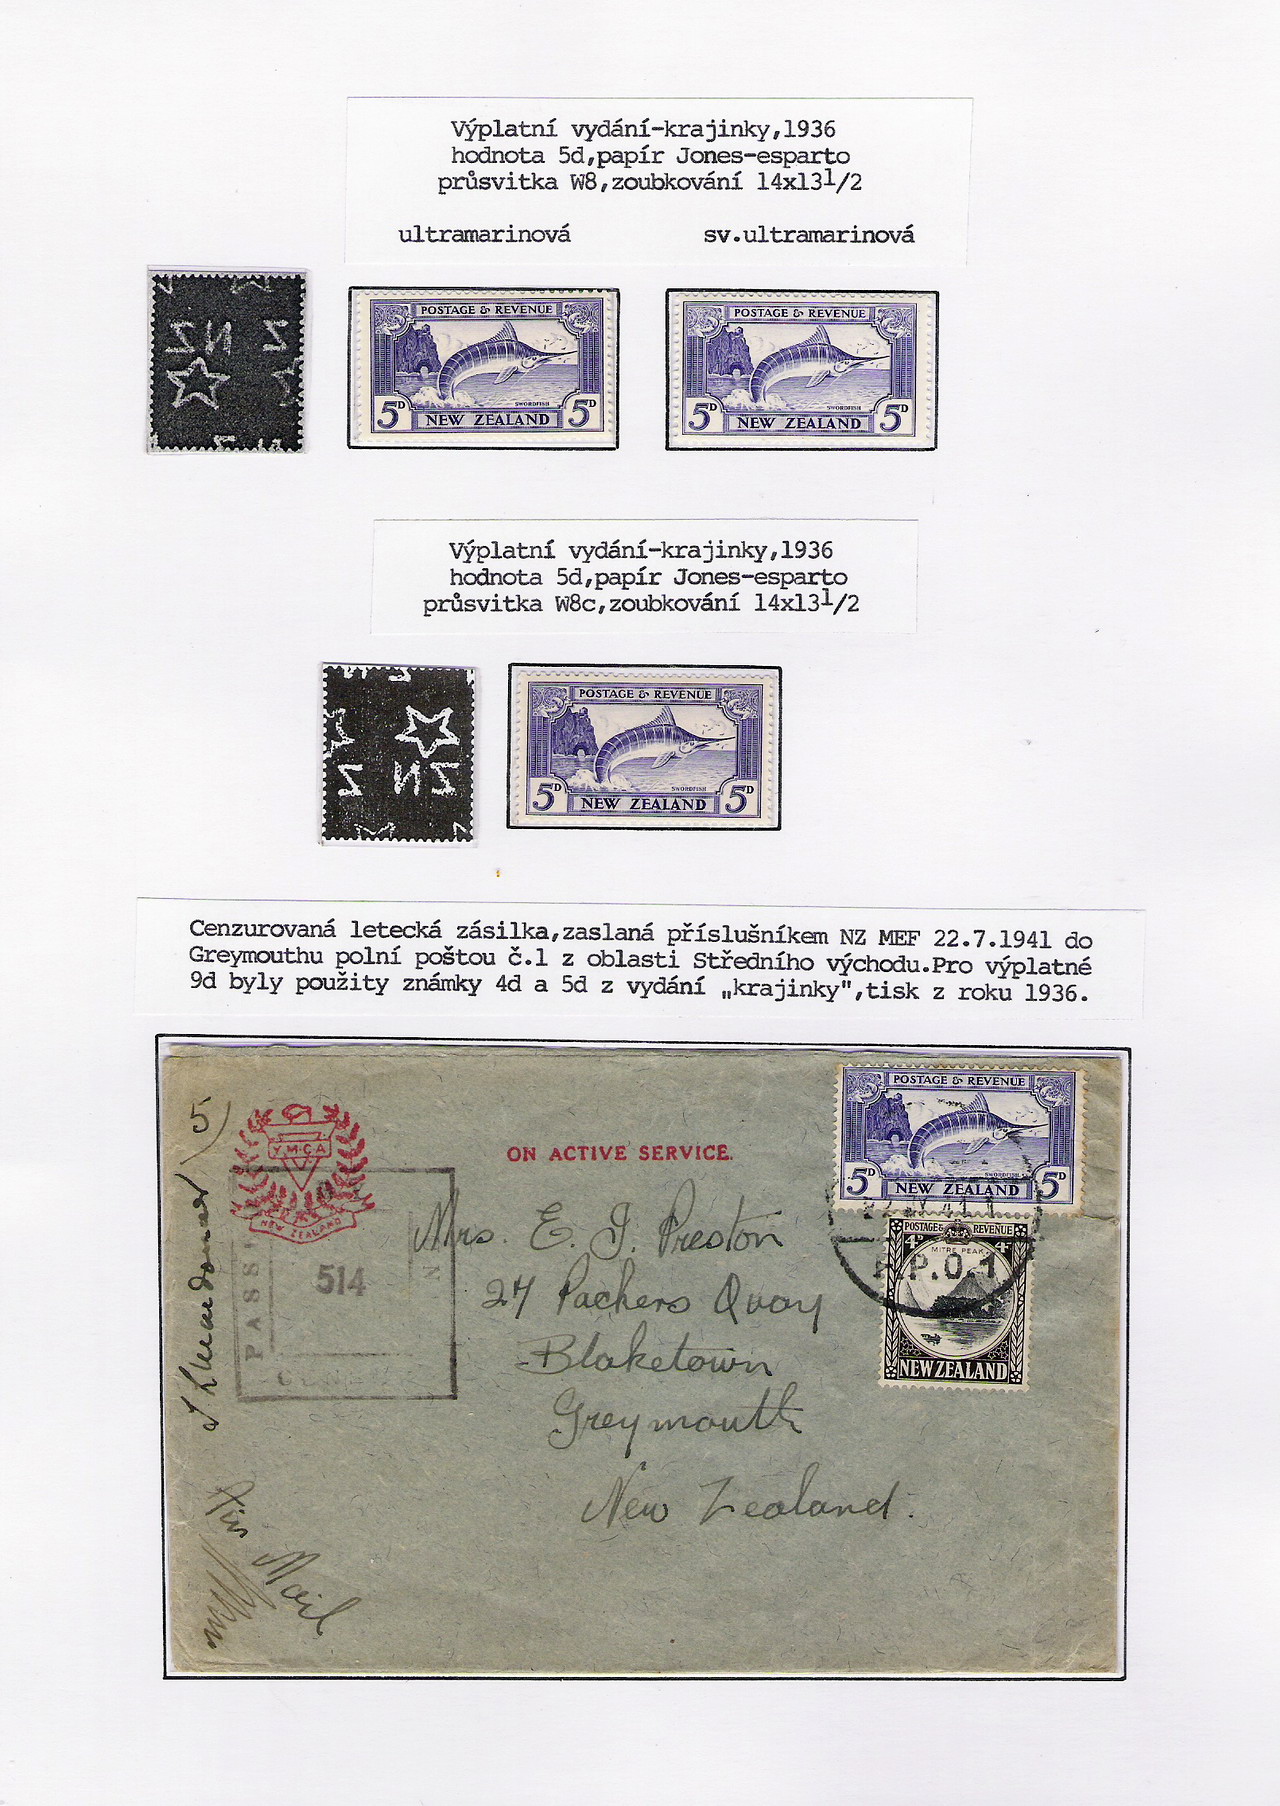 Výplatní vydání-krajinky,1936
hodnota 5d,papír Jones-esparto
průsvitka W8,zoubkování 14x13½
ultramarinová sv.ultramarinová
NZ Z
POSTAGE & REVENUE
SWORDFISH
5D NEW ZEALAND 5D
POSTAGE & REVENUE
SWORDFISH
5D NEW ZEALAND 5D
Výplatní vydání-krajinky,1936
hodnota 5d,papír Jones-esparto
průsvitka W8c,zoubkování 14x13½
Z NZ
POSTAGE & REVENUE
SWORDFISH
5D NEW ZEALAND 5D
Cenzurovaná letecká zásilka,zaslaná příslušníkem NZ MEF 22.7.1941 do
Greymouthu polní poštou č.1 z oblasti Středního východu.Pro výplatné
9d byly použity známky 4d a 5d z vydání „krajinky",tisk z roku 1936.
5.
Y.M.C.A
NEW ZEALAND
ON ACTIVE SERVICE.
POSTAGE & REVENUE
SWORDFISH
5D NEW ZEALAND 5D
POSTAGE & REVENUE
4D MITRE PEAK. 4D
P.O.1
NEW ZEALAND
PASS
514
Mrs E. J. Preston
27 Packers Quay
Blaketown
Greymouth
New Zealand.
Air Mail